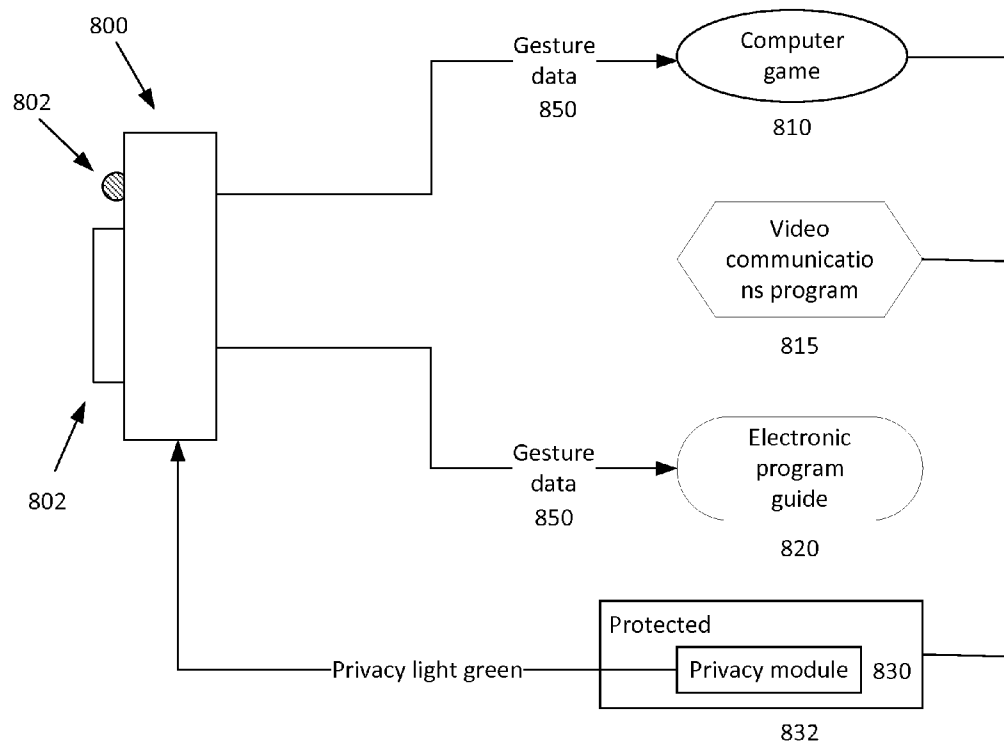 800
802
Gesture
data
850
Computer
game
810
Video
communicatio
ns program
815
802
Gesture
data
850
Electronic
program
guide
820
Protected
Privacy light green
Privacy module
830
832